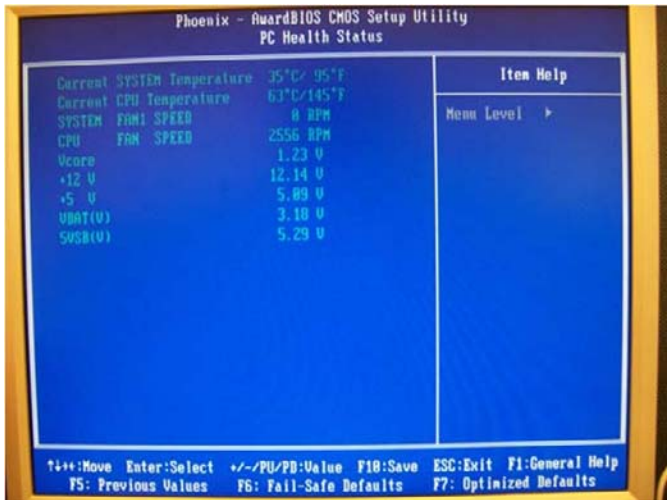 Phoenix - AwardBIOS CMOS Setup Utility
PC Health Status
Current SYSTEM Temperature 35°C/ 95°F
Current CPU Temperature 63°C/145°F
SYSTEM FAN1 SPEED 0 RPM
CPU FAN SPEED 2556 RPM
Vcore 1.23 V
+12 V 12.14 V
+5 V 5.09 V
VBAT(V) 3.18 V
5VSB(V) 5.29 V
Item Help
Menu Level ▸
↑↓→←:Move Enter:Select +/-/PU/PD:Value F10:Save ESC:Exit F1:General Help
F5: Previous Values F6: Fail-Safe Defaults F7: Optimized Defaults